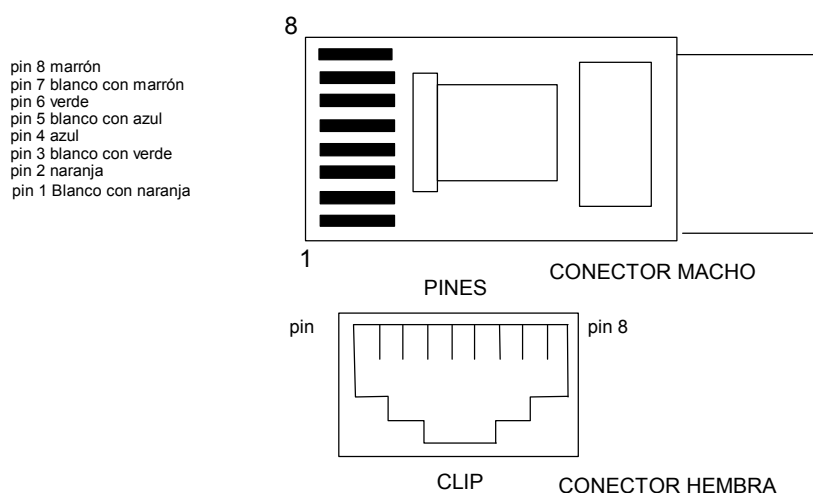 8
pin 8 marrón
pin 7 blanco con marrón
pin 6 verde
pin 5 blanco con azul
pin 4 azul
pin 3 blanco con verde
pin 2 naranja
pin 1 Blanco con naranja
1
CONECTOR MACHO
PINES
pin
pin 8
CLIP
CONECTOR HEMBRA